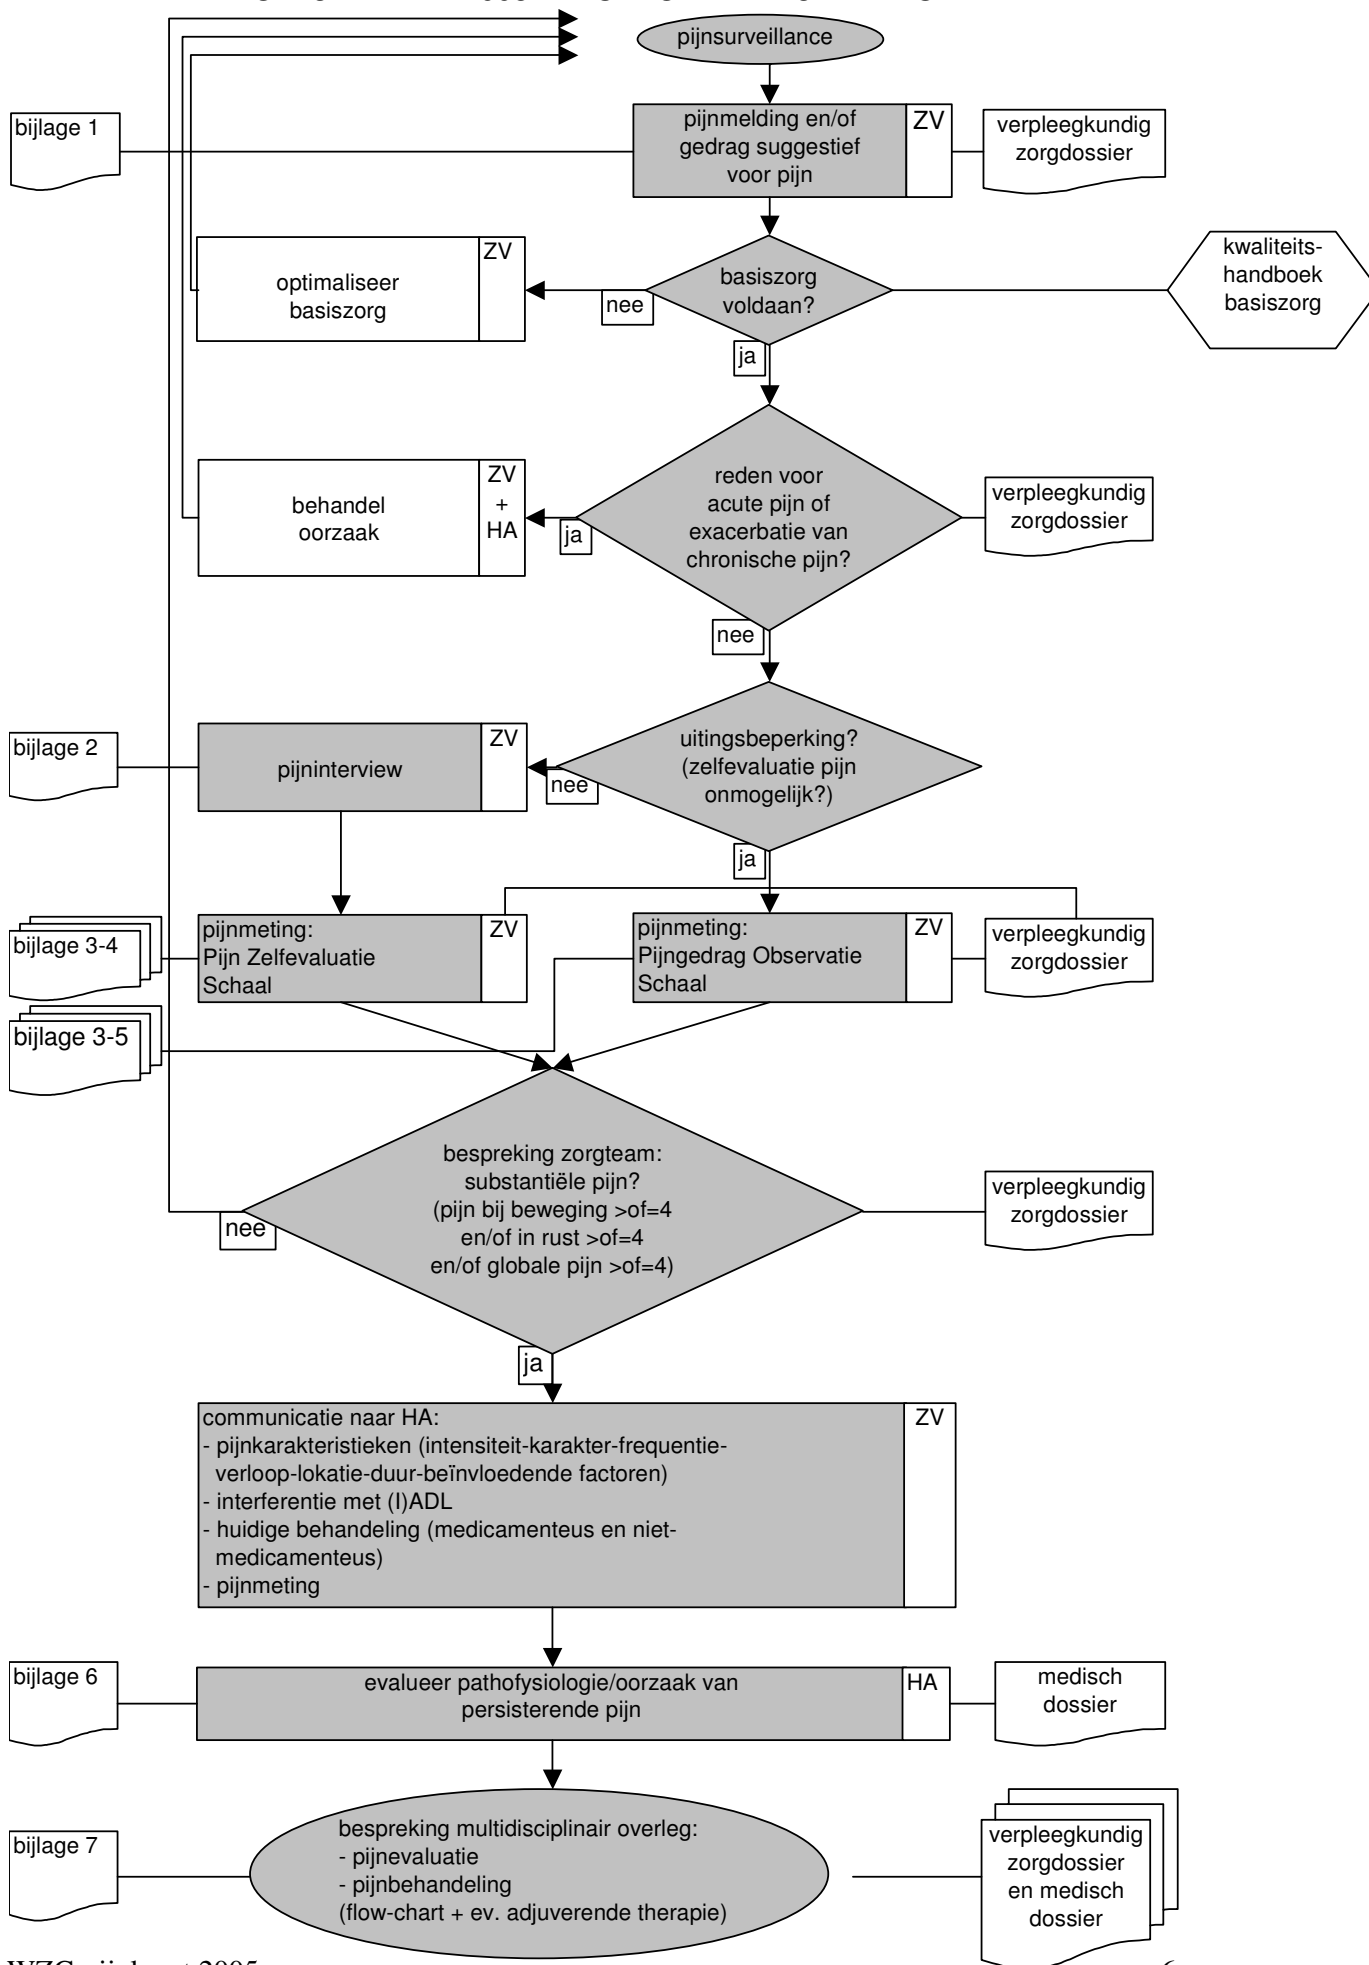 pijnsurveillance
bijlage 1
pijnmelding en/of
gedrag suggestief
voor pijn
ZV
verpleegkundig
zorgdossier
optimaliseer
basiszorg
ZV
nee
basiszorg
voldaan?
kwaliteits-
handboek
basiszorg
ja
behandel
oorzaak
ZV
+
HA
ja
reden voor
acute pijn of
exacerbatie van
chronische pijn?
verpleegkundig
zorgdossier
nee
bijlage 2
pijninterview
ZV
nee
uitingsbeperking?
(zelfevaluatie pijn
onmogelijk?)
ja
bijlage 3-4
pijnmeting:
Pijn Zelfevaluatie
Schaal
ZV
pijnmeting:
Pijngedrag Observatie
Schaal
ZV
verpleegkundig
zorgdossier
bijlage 3-5
bespreking zorgteam:
substantiële pijn?
(pijn bij beweging >of=4
en/of in rust >of=4
en/of globale pijn >of=4)
nee
verpleegkundig
zorgdossier
ja
communicatie naar HA:
- pijnkarakteristieken (intensiteit-karakter-frequentie-
verloop-lokatie-duur-beïnvloedende factoren)
- interferentie met (I)ADL
- huidige behandeling (medicamenteus en niet-
medicamenteus)
- pijnmeting
ZV
bijlage 6
evalueer pathofysiologie/oorzaak van
persisterende pijn
HA
medisch
dossier
bijlage 7
bespreking multidisciplinair overleg:
- pijnevaluatie
- pijnbehandeling
(flow-chart + ev. adjuverende therapie)
verpleegkundig
zorgdossier
en medisch
dossier